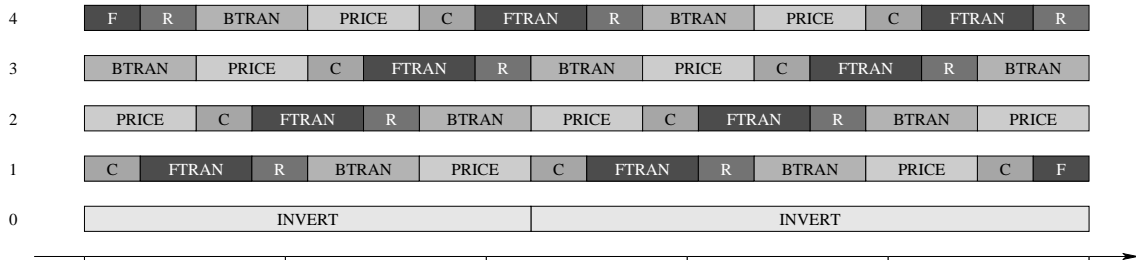 4 F R BTRAN PRICE C FTRAN R BTRAN PRICE C FTRAN R
3 BTRAN PRICE C FTRAN R BTRAN PRICE C FTRAN R BTRAN
2 PRICE C FTRAN R BTRAN PRICE C FTRAN R BTRAN PRICE
1 C FTRAN R BTRAN PRICE C FTRAN R BTRAN PRICE C F
0 INVERT INVERT